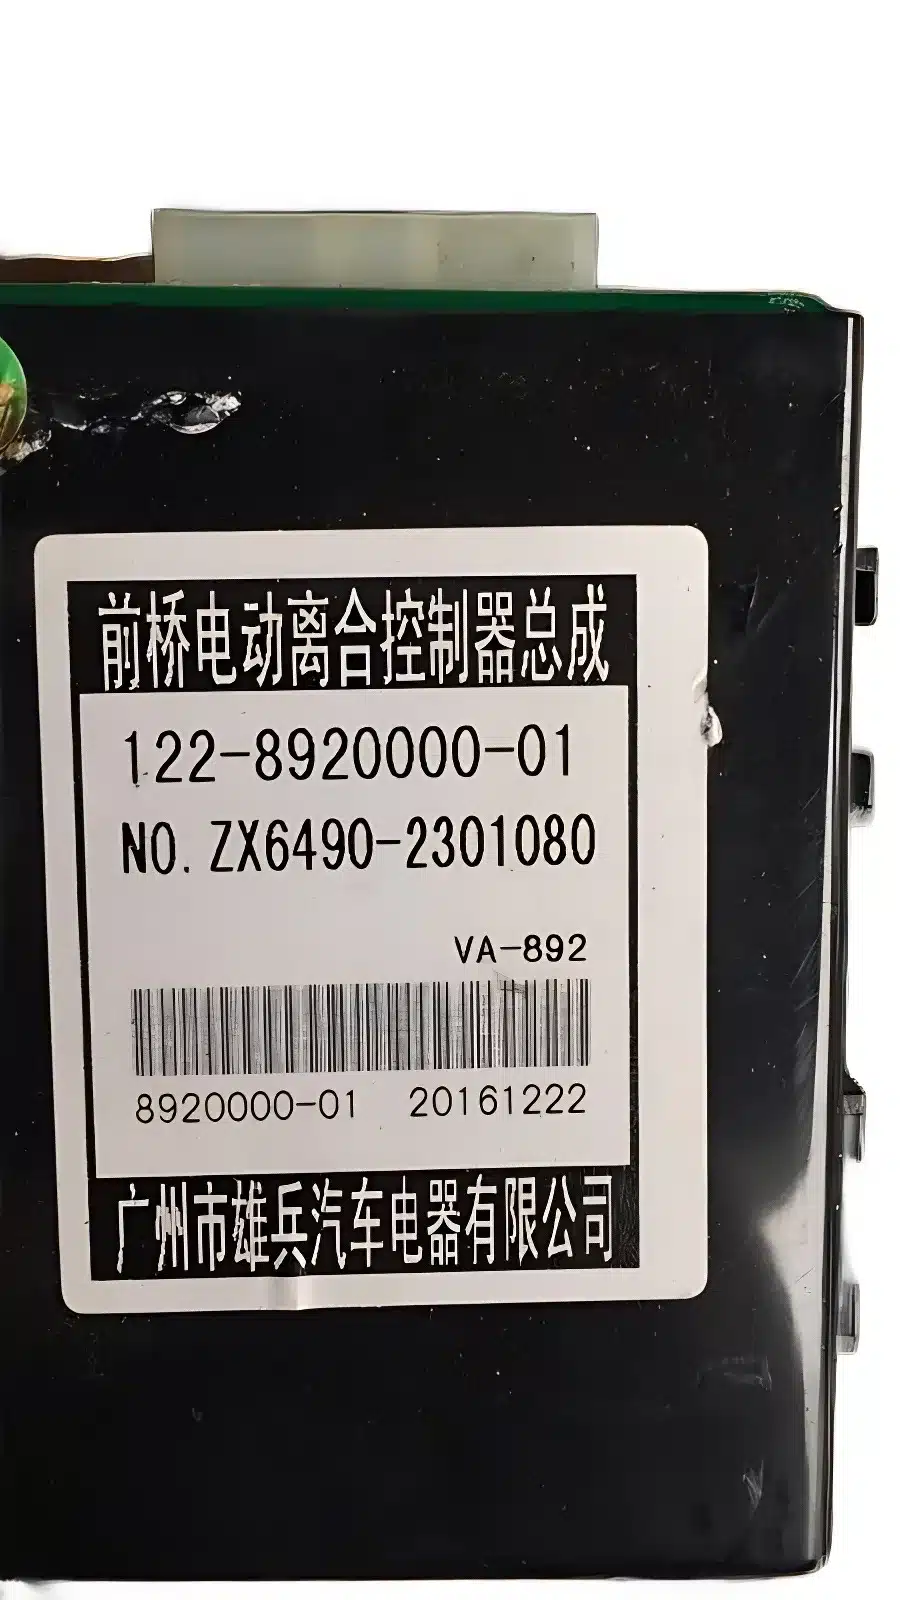 前桥电动离合控制器总成
122-8920000-01
NO. ZX6490-2301080
VA-892
8920000-01 20161222
广州市雄兵汽车电器有限公司